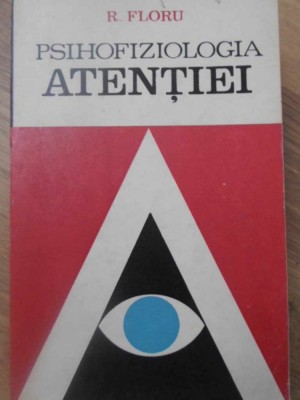 R. FLORU
PSIHOFIZIOLOGIA
ATENȚIEI